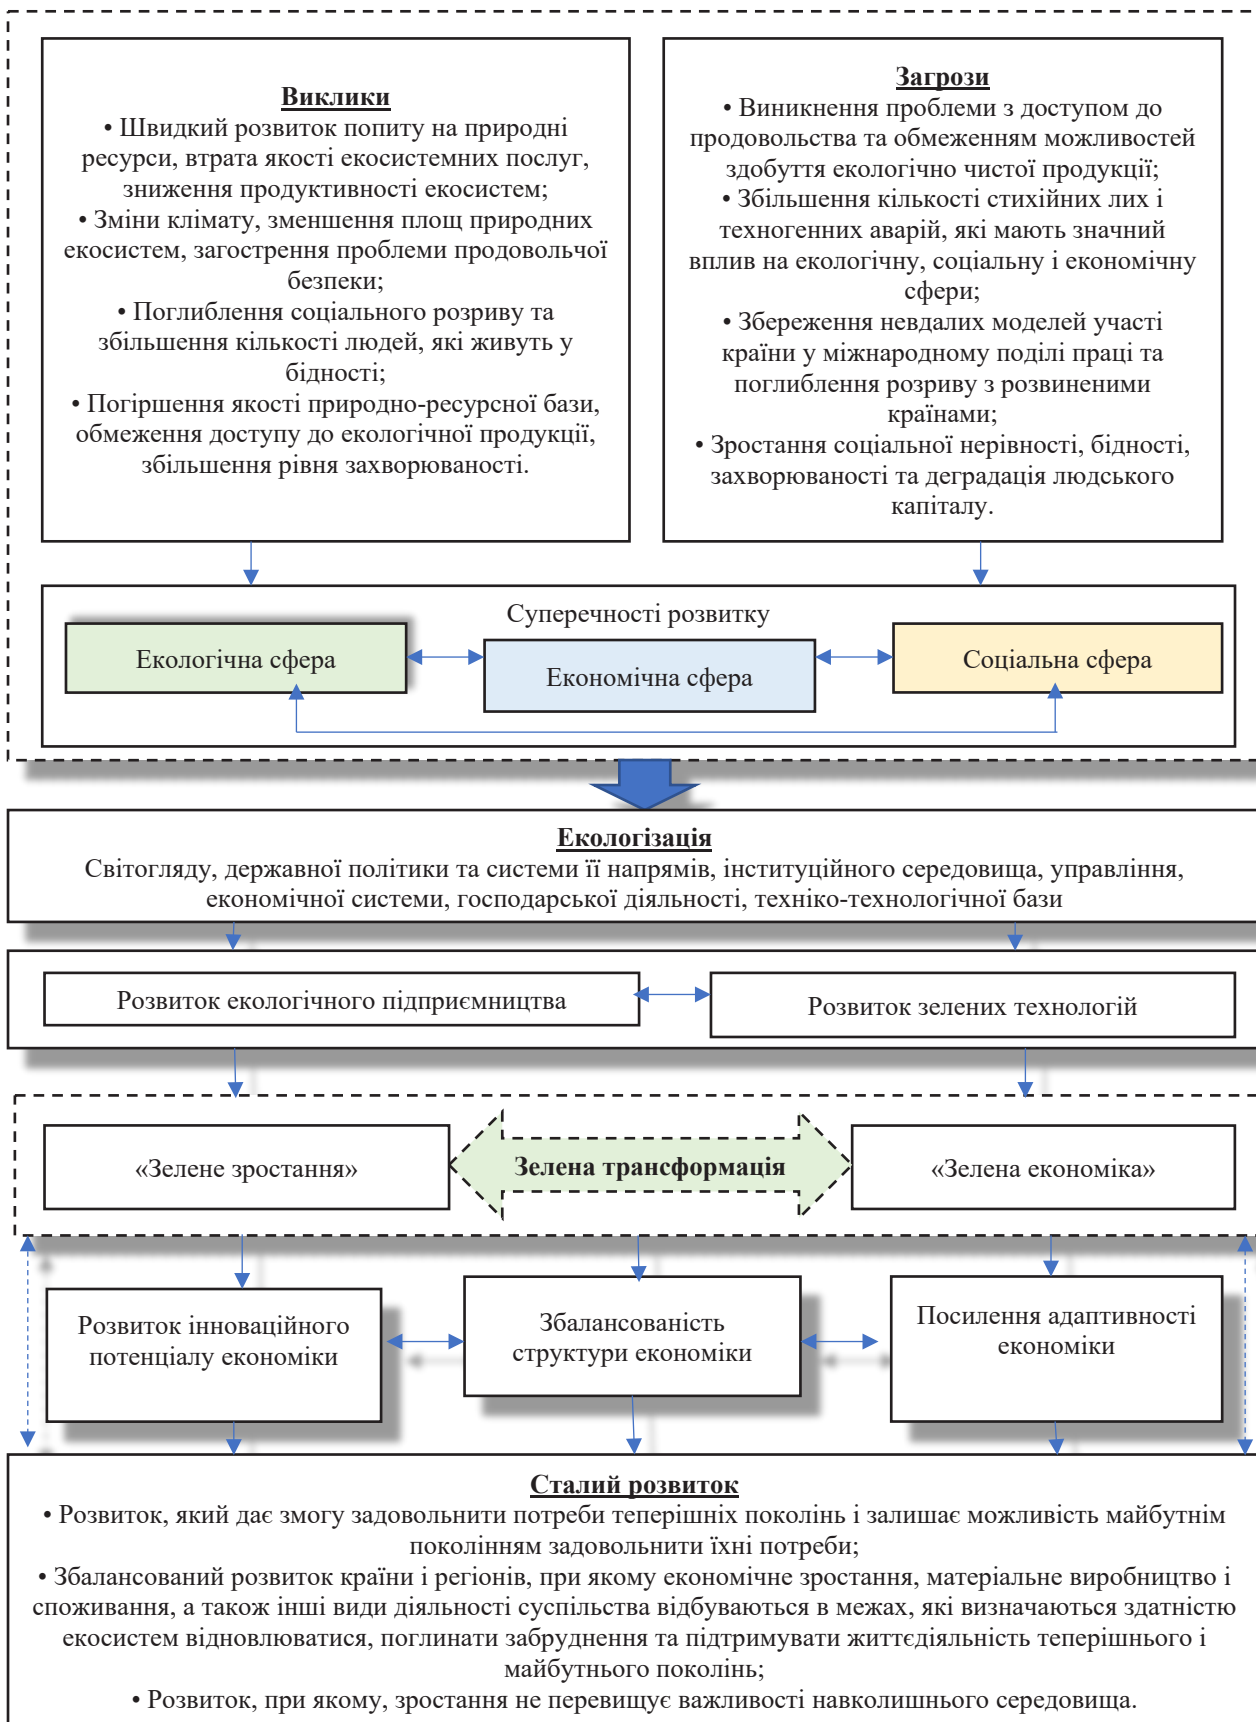 Виклики
• Швидкий розвиток попиту на природні
ресурси, втрата якості екосистемних послуг,
зниження продуктивності екосистем;
• Зміни клімату, зменшення площ природних
екосистем, загострення проблеми продовольчої
безпеки;
• Поглиблення соціального розриву та
збільшення кількості людей, які живуть у
бідності;
• Погіршення якості природно-ресурсної бази,
обмеження доступу до екологічної продукції,
збільшення рівня захворюваності.
Загрози
• Виникнення проблеми з доступом до
продовольства та обмеженням можливостей
здобуття екологічно чистої продукції;
• Збільшення кількості стихійних лих і
техногенних аварій, які мають значний
вплив на екологічну, соціальну і економічну
сфери;
• Збереження невдалих моделей участі
країни у міжнародному поділі праці та
поглиблення розриву з розвиненими
країнами;
• Зростання соціальної нерівності, бідності,
захворюваності та деградація людського
капіталу.
Суперечності розвитку
Екологічна сфера
Економічна сфера
Соціальна сфера
Екологізація
Світогляду, державної політики та системи її напрямів, інституційного середовища, управління,
економічної системи, господарської діяльності, техніко-технологічної бази
Розвиток екологічного підприємництва
Розвиток зелених технологій
«Зелене зростання»
Зелена трансформація
«Зелена економіка»
Розвиток інноваційного
потенціалу економіки
Збалансованість
структури економіки
Посилення адаптивності
економіки
Сталий розвиток
• Розвиток, який дає змогу задовольнити потреби теперішніх поколінь і залишає можливість майбутнім
поколінням задовольнити їхні потреби;
• Збалансований розвиток країни і регіонів, при якому економічне зростання, матеріальне виробництво і
споживання, а також інші види діяльності суспільства відбуваються в межах, які визначаються здатністю
екосистем відновлюватися, поглинати забруднення та підтримувати життєдіяльність теперішнього і
майбутнього поколінь;
• Розвиток, при якому, зростання не перевищує важливості навколишнього середовища.